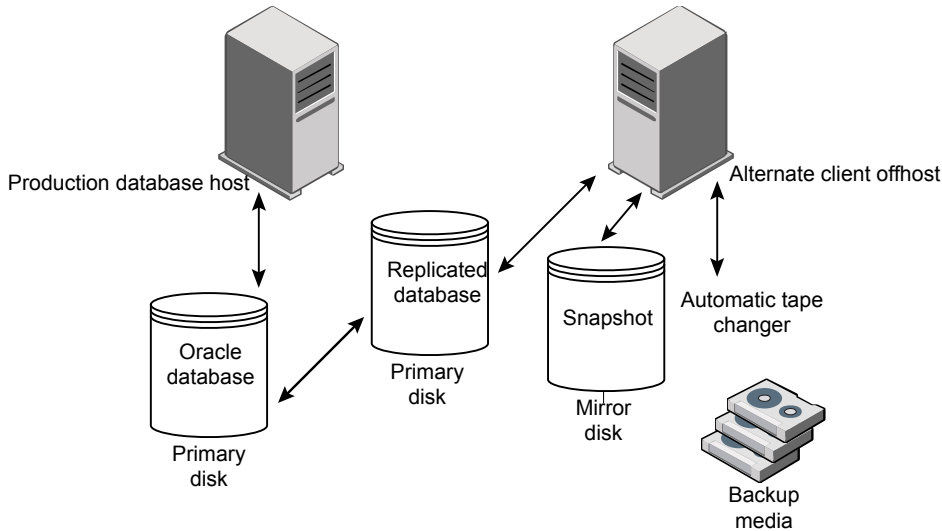 Production database host
Alternate client offhost
Replicated
database
Snapshot
Automatic tape
changer
Oracle
database
Primary
disk
Mirror
disk
Primary
disk
Backup
media